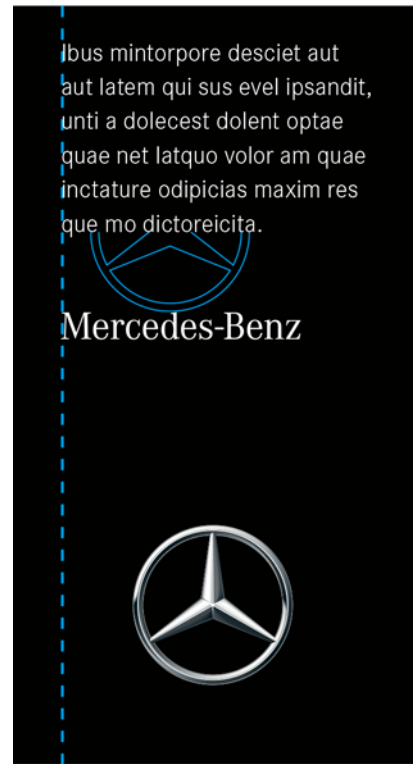 Ibus mintorpore desciet aut
aut latem qui sus evel ipsandit,
unti a dolecest dolent optae
quae net latquo volor am quae
inctature odipicias maxim res
que mo dictoreicita.
Mercedes-Benz